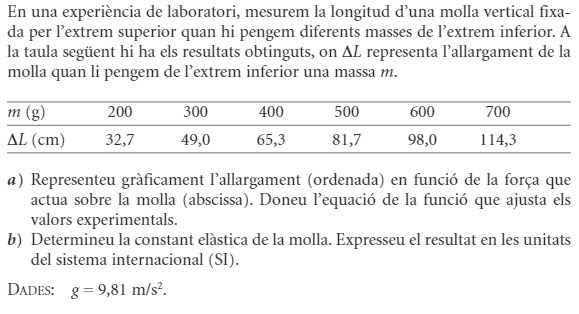 En una experiència de laboratori, mesurem la longitud d'una molla vertical fixa-
da per l'extrem superior quan hi pengem diferents masses de l'extrem inferior. A
la taula següent hi ha els resultats obtinguts, on ΔL representa l'allargament de la
molla quan li pengem de l'extrem inferior una massa m.
m (g) 200 300 400 500 600 700
ΔL (cm) 32,7 49,0 65,3 81,7 98,0 114,3
a) Representeu gràficament l'allargament (ordenada) en funció de la força que
actua sobre la molla (abscissa). Doneu l'equació de la funció que ajusta els
valors experimentals.
b) Determineu la constant elàstica de la molla. Expresseu el resultat en les unitats
del sistema internacional (SI).
DADES: g = 9,81 m/s².